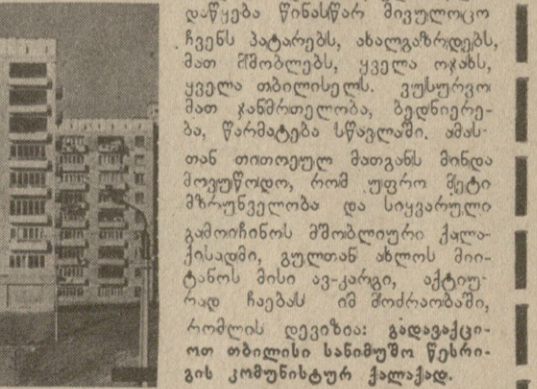 დაწყება წინასწარ მივულოცო
ჩვენს პატარებს, ახალგაზრდებს,
მათ მშობლებს, ყველა ოჯახს,
ყველა თბილისელს. ვუსურვო
მათ ჯანმრთელობა, ბედნიერე-
ბა, წარმატება სწავლაში. ამას-
თან თითოეულ მათგანს მინდა
მოვუწოდო, რომ უფრო მეტი
მზრუნველობა და სიყვარული
გამოიჩინოს მშობლიური ქალა-
ქისადმი, გულთან ახლოს მიი-
ტანოს მისი ავ-კარგი, აქტიუ-
რად ჩაებას იმ მოძრაობაში,
რომლის დევიზია: გადავაქცი-
ოთ თბილისი სანიმუშო წესრი-
გის კომუნისტურ ქალაქად.